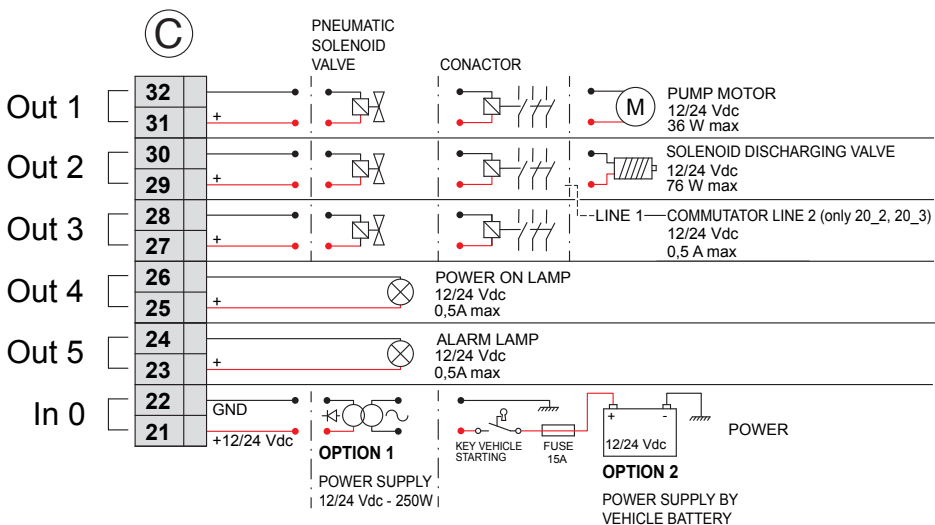 C
PNEUMATIC
SOLENOID
VALVE
CONACTOR
Out 1
32
31
+
M
PUMP MOTOR
12/24 Vdc
36 W max
Out 2
30
29
+
SOLENOID DISCHARGING VALVE
12/24 Vdc
76 W max
Out 3
28
27
+
LINE 1
COMMUTATOR LINE 2 (only 20_2, 20_3)
12/24 Vdc
0,5 A max
Out 4
26
25
+
POWER ON LAMP
12/24 Vdc
0,5A max
Out 5
24
23
+
ALARM LAMP
12/24 Vdc
0,5A max
In 0
22
21
GND
+12/24 Vdc
OPTION 1
POWER SUPPLY
12/24 Vdc - 250W
KEY VEHICLE
STARTING
FUSE
15A
+ -
12/24 Vdc
POWER
OPTION 2
POWER SUPPLY BY
VEHICLE BATTERY